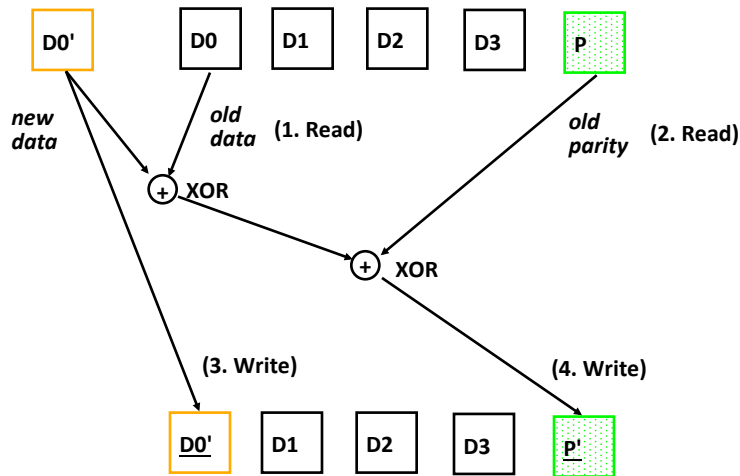 D0' D0 D1 D2 D3 P
new data
old data (1. Read)
old parity (2. Read)
+ XOR
+ XOR
(3. Write) (4. Write)
D0' D1 D2 D3 P'